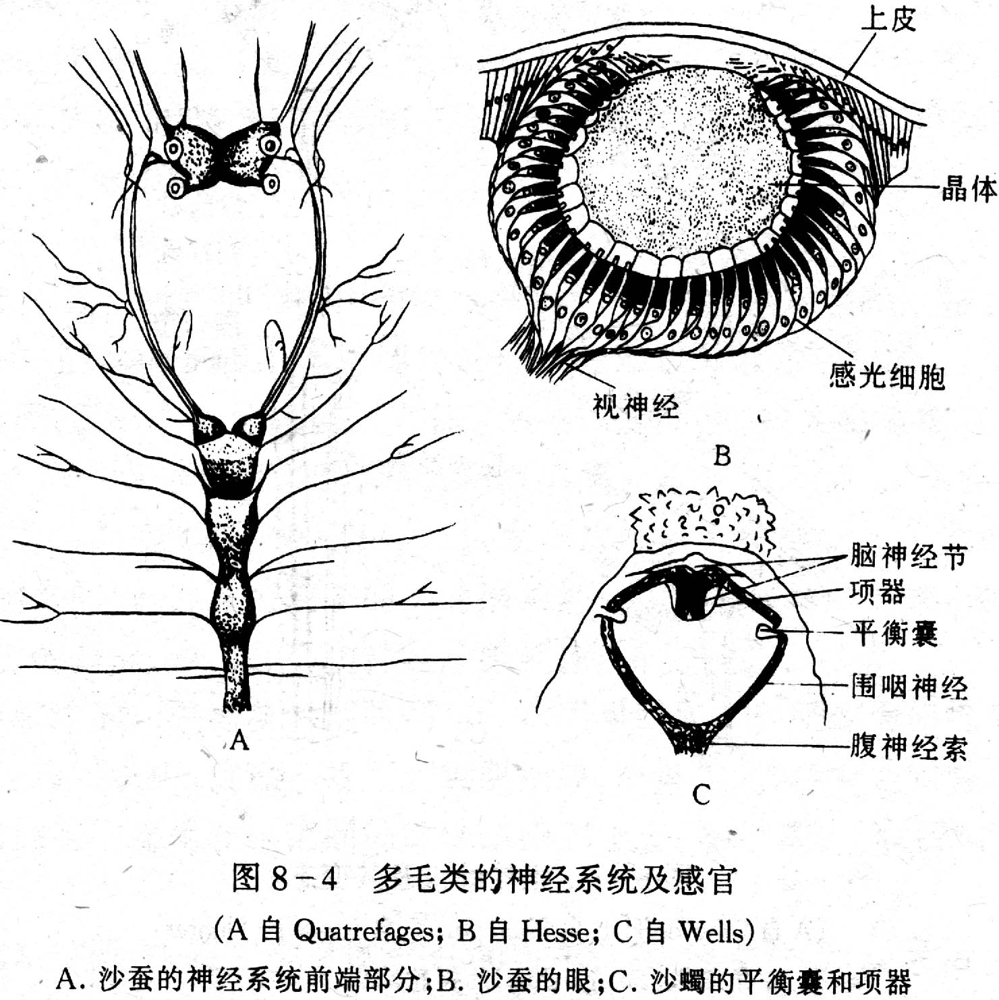 上皮
晶体
感光细胞
视神经
B
脑神经节
项器
平衡囊
围咽神经
腹神经索
A
C
图 8-4 多毛类的神经系统及感官
(A 自 Quatrefages; B 自 Hesse; C 自 Wells)
A. 沙蚕的神经系统前端部分;B. 沙蚕的眼;C. 沙蠋的平衡囊和项器